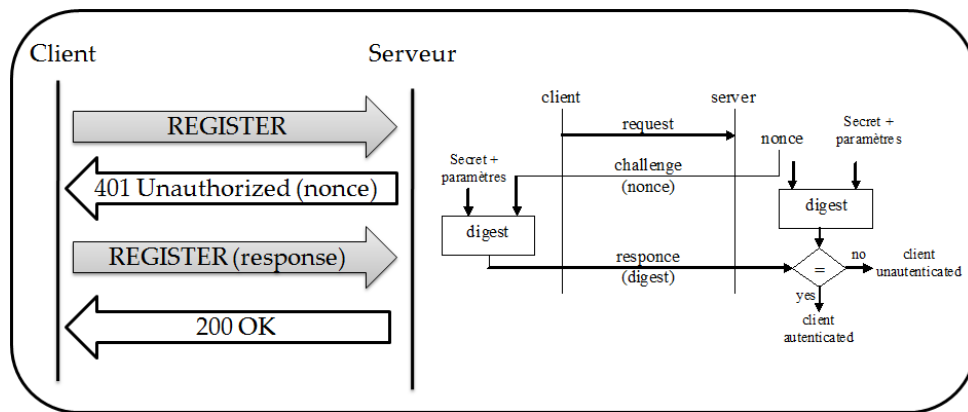 Client
Serveur
REGISTER
401 Unauthorized (nonce)
REGISTER (response)
200 OK
client
server
request
nonce
Secret +
paramètres
Secret +
paramètres
challenge
(nonce)
digest
digest
responce
(digest)
=
no
client
unautenticated
yes
client
autenticated